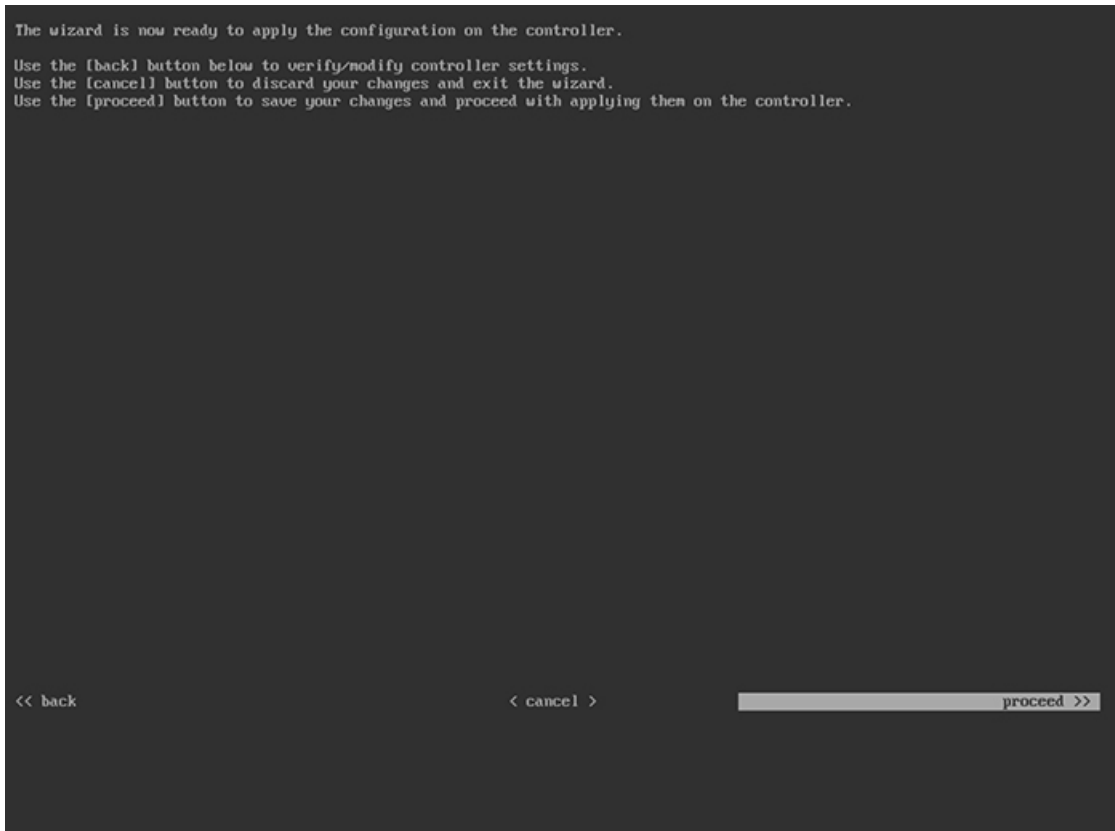 The wizard is now ready to apply the configuration on the controller.
Use the [back] button below to verify/modify controller settings.
Use the [cancel] button to discard your changes and exit the wizard.
Use the [proceed] button to save your changes and proceed with applying them on the controller.
<< back < cancel > proceed >>